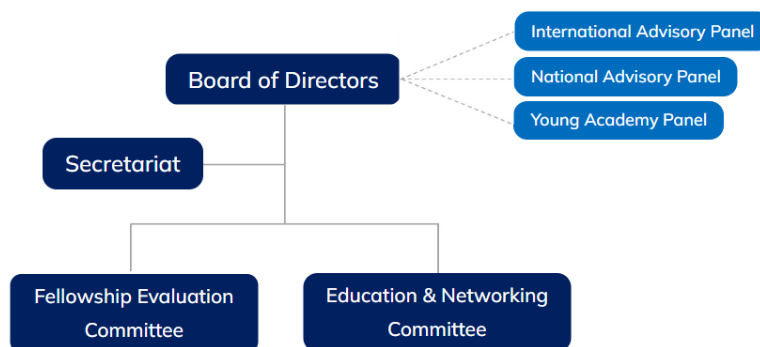 International Advisory Panel
Board of Directors
National Advisory Panel
Young Academy Panel
Secretariat
Fellowship Evaluation
Committee
Education & Networking
Committee